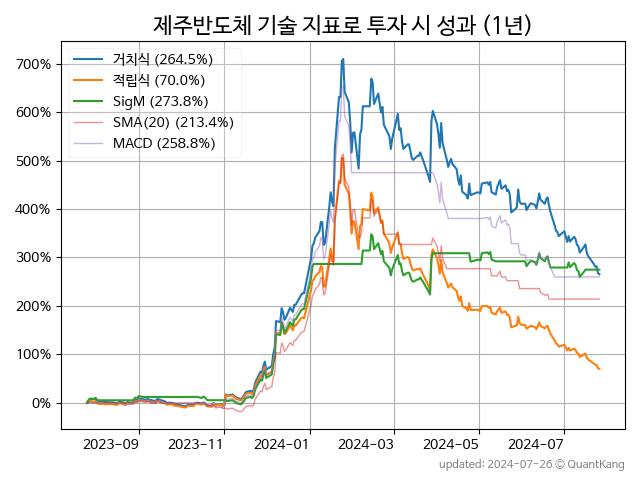 제주반도체 기술 지표로 투자 시 성과 (1년)
700%
600%
500%
400%
300%
200%
100%
0%
거치식 (264.5%)
적립식 (70.0%)
SigM (273.8%)
SMA(20) (213.4%)
MACD (258.8%)
2023-09 2023-11 2024-01 2024-03 2024-05 2024-07
updated: 2024-07-26 © QuantKang